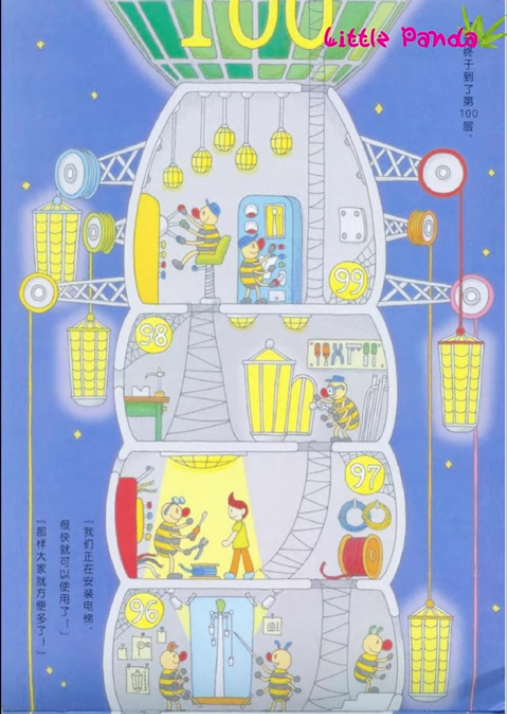 100
Little Panda
终于到了第100层。
99
98
97
96
「我们正在安装电梯，
很快就可以使用了！」
「那样大家就方便多了！」